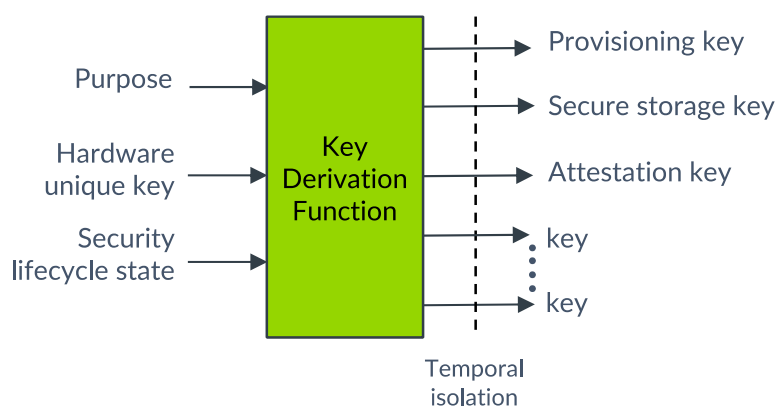 Purpose
Hardware
unique key
Security
lifecycle state
Key
Derivation
Function
Provisioning key
Secure storage key
Attestation key
key
key
Temporal
isolation